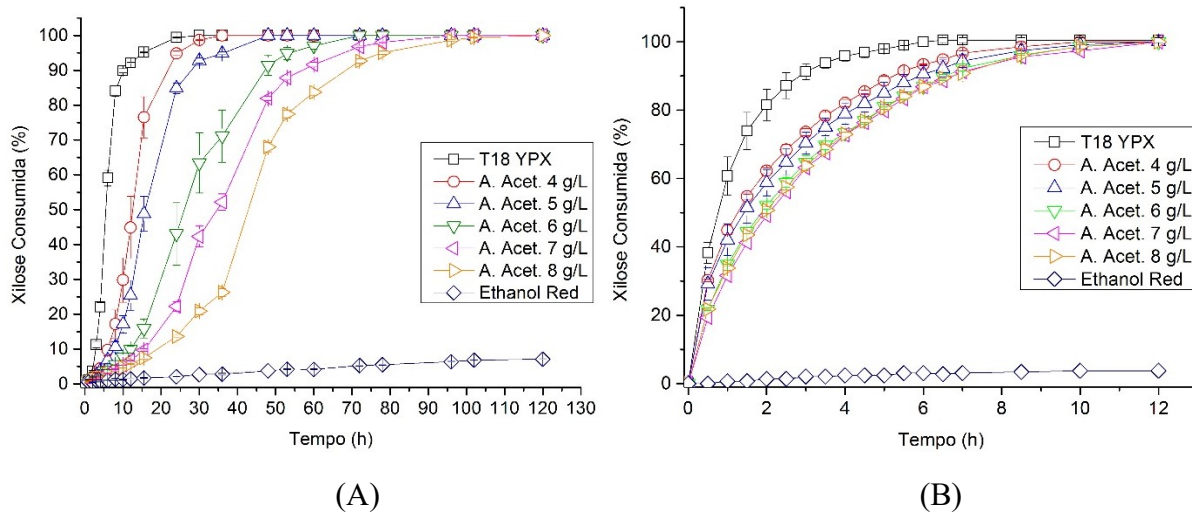 100
90
80
70
60
50
40
30
20
10
0
Xilose Consumida (%)
T18 YPX
A. Acet. 4 g/L
A. Acet. 5 g/L
A. Acet. 6 g/L
A. Acet. 7 g/L
A. Acet. 8 g/L
Ethanol Red
0 10 20 30 40 50 60 70 80 90 100 110 120 130
Tempo (h)
(A)
100
80
60
40
20
0
Xilose Consumida (%)
T18 YPX
A. Acet. 4 g/L
A. Acet. 5 g/L
A. Acet. 6 g/L
A. Acet. 7 g/L
A. Acet. 8 g/L
Ethanol Red
0 2 4 6 8 10 12
Tempo (h)
(B)